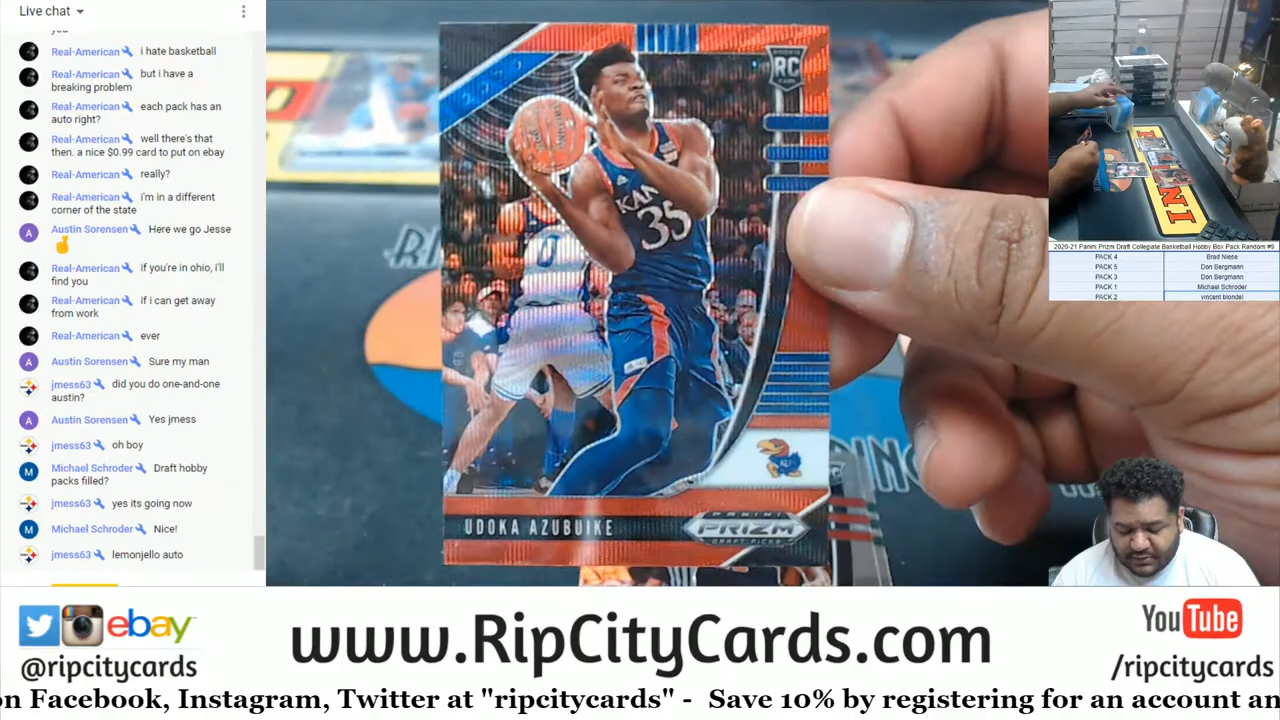 Live chat
you
Real-American i hate basketball
Real-American but i have a
breaking problem
Real-American each pack has an
auto right?
Real-American well there's that
then. a nice $0.99 card to put on ebay
Real-American really?
Real-American i'm in a different
corner of the state
A Austin Sorensen Here we go Jesse
Real-American if you're in ohio, i'll
find you
Real-American if i can get away
from work
Real-American ever
A Austin Sorensen Sure my man
jmess63 did you do one-and-one
austin?
A Austin Sorensen Yes jmess
jmess63 oh boy
M Michael Schroder Draft hobby
packs filled?
jmess63 yes its going now
M Michael Schroder Nice!
jmess63 lemonjello auto
ROOKIE
RC
CARD
KAN
35
0
KU
UDOKA AZUBUIKE
PANINI
PRIZM
DRAFT PICKS
2020-21 Panini Prizm Draft Collegiate Basketball Hobby Box Pack Random #9
PACK 4 Brad Niese
PACK 5 Don Bergmann
PACK 3 Don Bergmann
PACK 1 Michael Schroder
PACK 2 vincent blondel
ebay
@ripcitycards
www.RipCityCards.com
YouTube
/ripcitycards
on Facebook, Instagram, Twitter at "ripcitycards" - Save 10% by registering for an account an